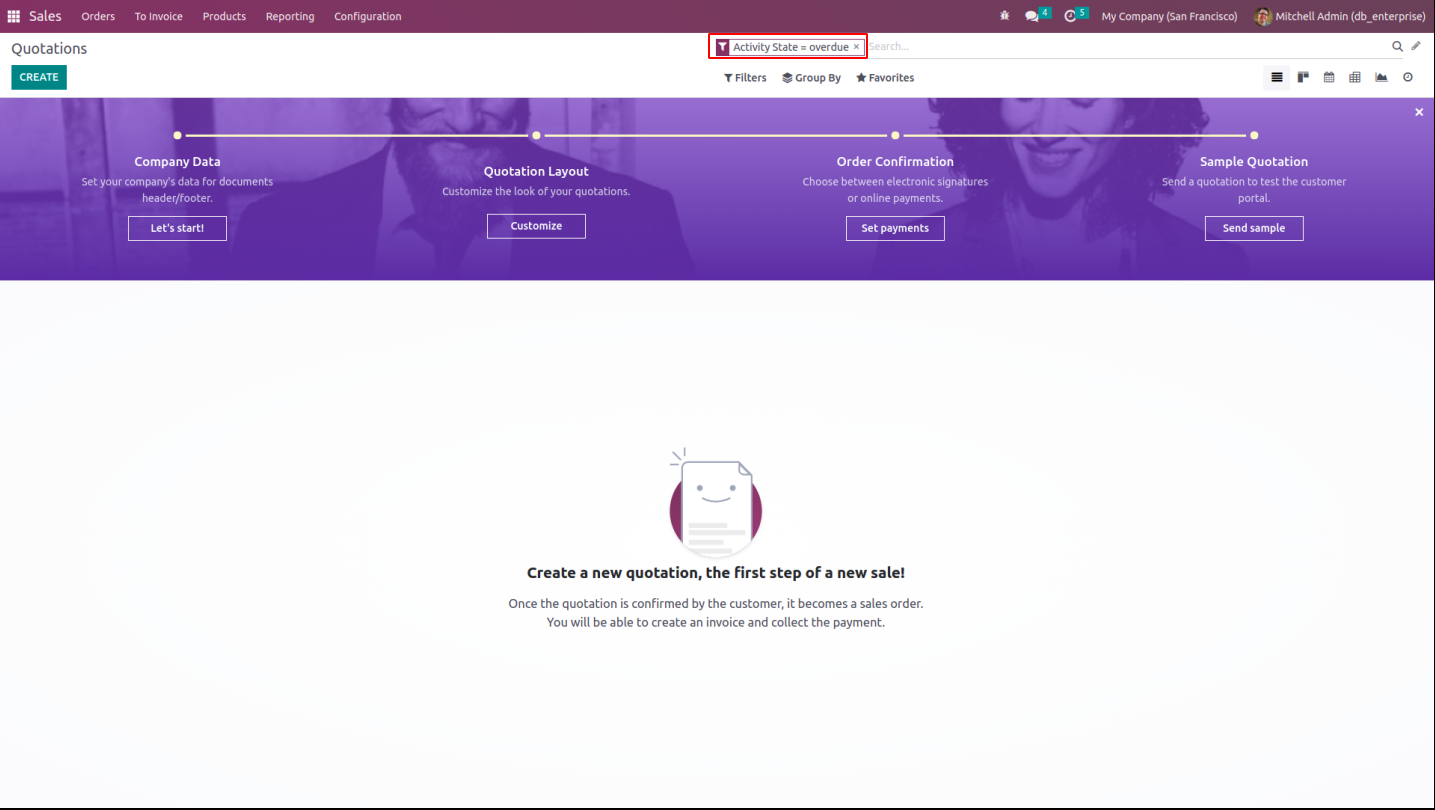 Sales Orders To Invoice Products Reporting Configuration 4 5 My Company (San Francisco) Mitchell Admin (db_enterprise)
Quotations
Activity State = overdue × Search...
CREATE
Filters Group By Favorites
Company Data
Set your company's data for documents
header/footer.
Let's start!
Quotation Layout
Customize the look of your quotations.
Customize
Order Confirmation
Choose between electronic signatures
or online payments.
Set payments
Sample Quotation
Send a quotation to test the customer
portal.
Send sample
Create a new quotation, the first step of a new sale!
Once the quotation is confirmed by the customer, it becomes a sales order.
You will be able to create an invoice and collect the payment.